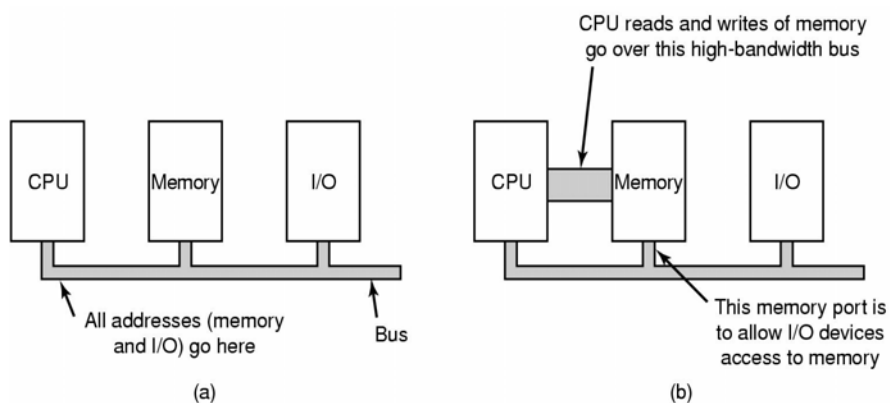 CPU reads and writes of memory
go over this high-bandwidth bus
CPU
Memory
I/O
CPU
Memory
I/O
All addresses (memory
and I/O) go here
Bus
This memory port is
to allow I/O devices
access to memory
(a)
(b)